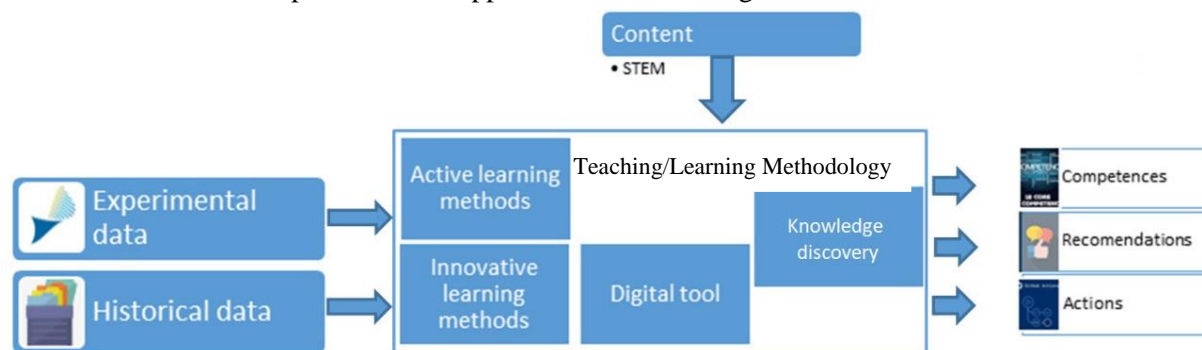 Content
• STEM
Active learning
methods
Teaching/Learning Methodology
Experimental
data
Knowledge
discovery
Innovative
learning
methods
Digital tool
Historical data
Competences
Recomendations
Actions